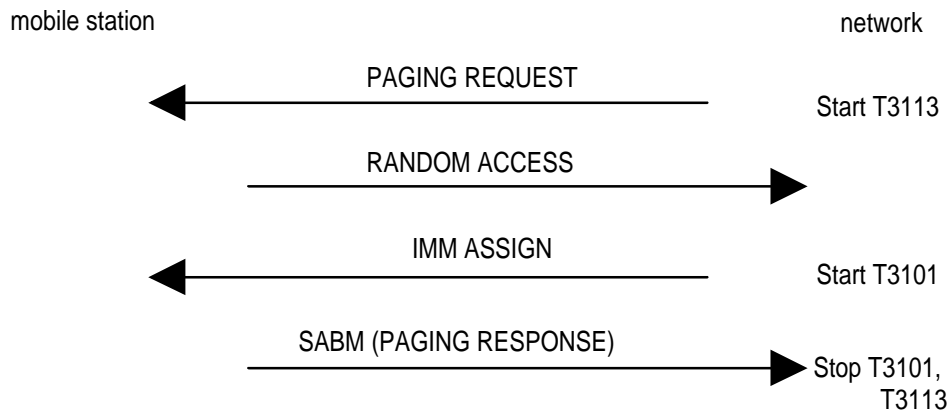 mobile station
network
PAGING REQUEST
Start T3113
RANDOM ACCESS
IMM ASSIGN
Start T3101
SABM (PAGING RESPONSE)
Stop T3101,
T3113